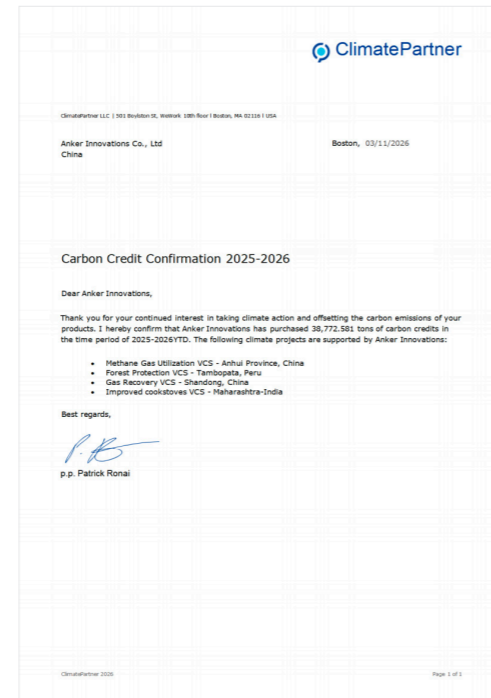 ClimatePartner
ClimatePartner LLC | 501 Boylston St, WeWork 10th floor | Boston, MA 02116 | USA
Anker Innovations Co., Ltd
China
Boston, 03/11/2026
Carbon Credit Confirmation 2025-2026
Dear Anker Innovations,
Thank you for your continued interest in taking climate action and offsetting the carbon emissions of your
products. I hereby confirm that Anker Innovations has purchased 38,772.581 tons of carbon credits in
the time period of 2025-2026YTD. The following climate projects are supported by Anker Innovations:
• Methane Gas Utilization VCS - Anhui Province, China
• Forest Protection VCS - Tambopata, Peru
• Gas Recovery VCS - Shandong, China
• Improved cookstoves VCS - Maharashtra-India
Best regards,
p.p. Patrick Ronai
ClimatePartner 2026
Page 1 of 1